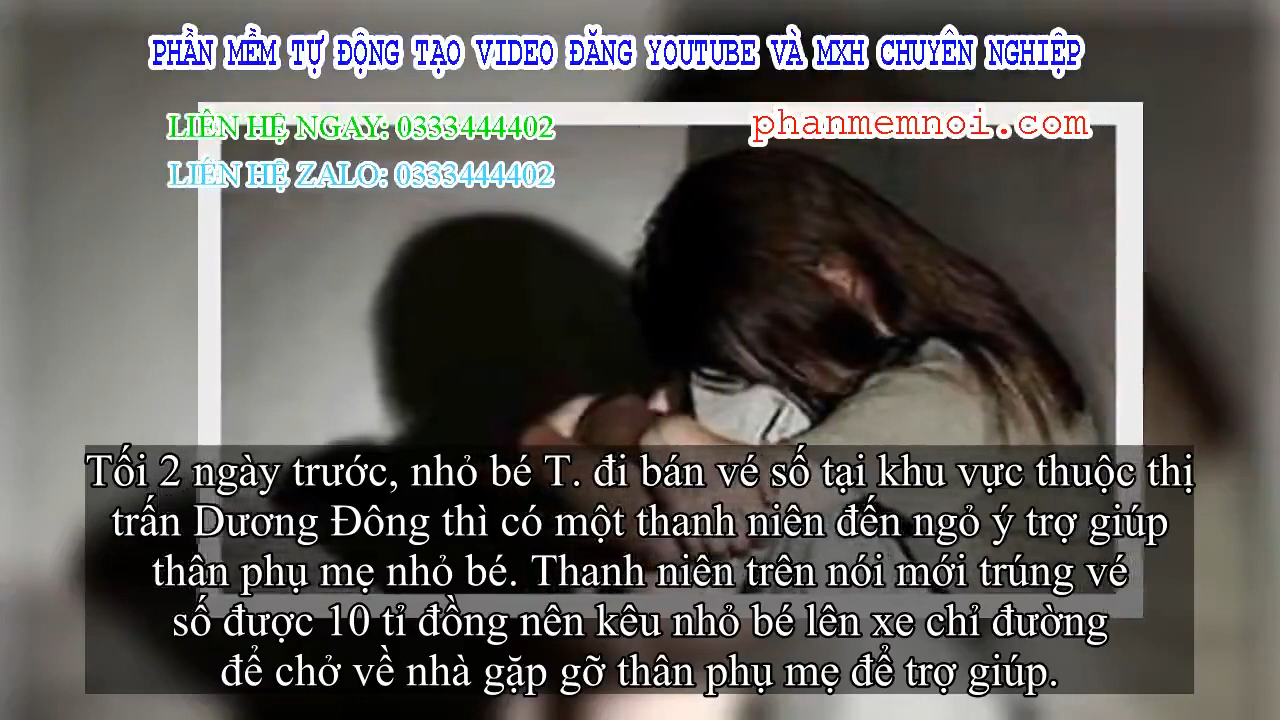 PHẦN MỀM TỰ ĐỘNG TẠO VIDEO ĐĂNG YOUTUBE VÀ MXH CHUYÊN NGHIỆP
LIÊN HỆ NGAY: 0333444402
phanmemnoi.com
LIÊN HỆ ZALO: 0333444402
Tối 2 ngày trước, nhỏ bé T. đi bán vé số tại khu vực thuộc thị
trấn Dương Đông thì có một thanh niên đến ngỏ ý trợ giúp
thân phụ mẹ nhỏ bé. Thanh niên trên nói mới trúng vé
số được 10 tỉ đồng nên kêu nhỏ bé lên xe chỉ đường
để chở về nhà gặp gỡ thân phụ mẹ để trợ giúp.